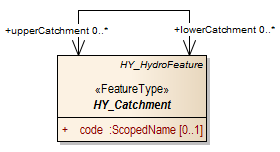 +upperCatchment 0..*
+lowerCatchment 0..*
HY_HydroFeature
«FeatureType»
HY_Catchment
+ code :ScopedName [0..1]